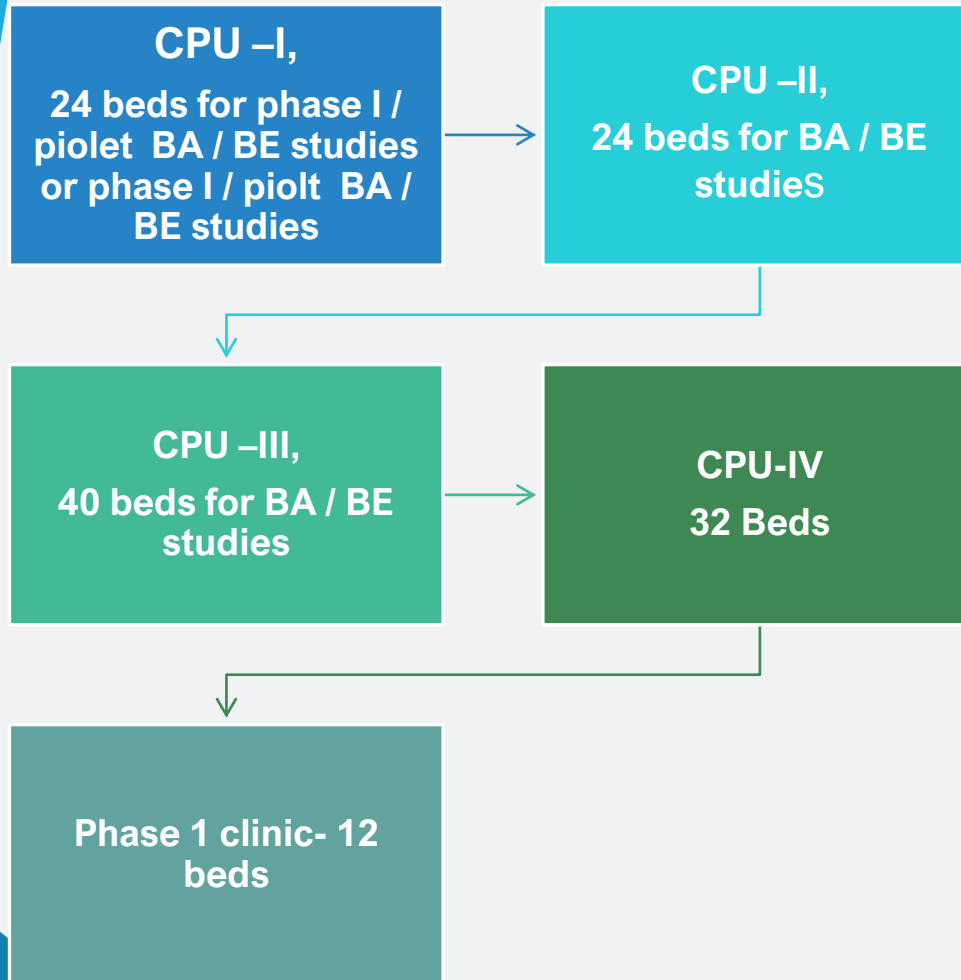 CPU –I,
24 beds for phase I /
piolet  BA / BE studies
or phase I / piolt  BA /
BE studies
CPU –II,
24 beds for BA / BE
studieS
CPU –III,
40 beds for BA / BE
studies
CPU-IV
32 Beds
Phase 1 clinic- 12
beds